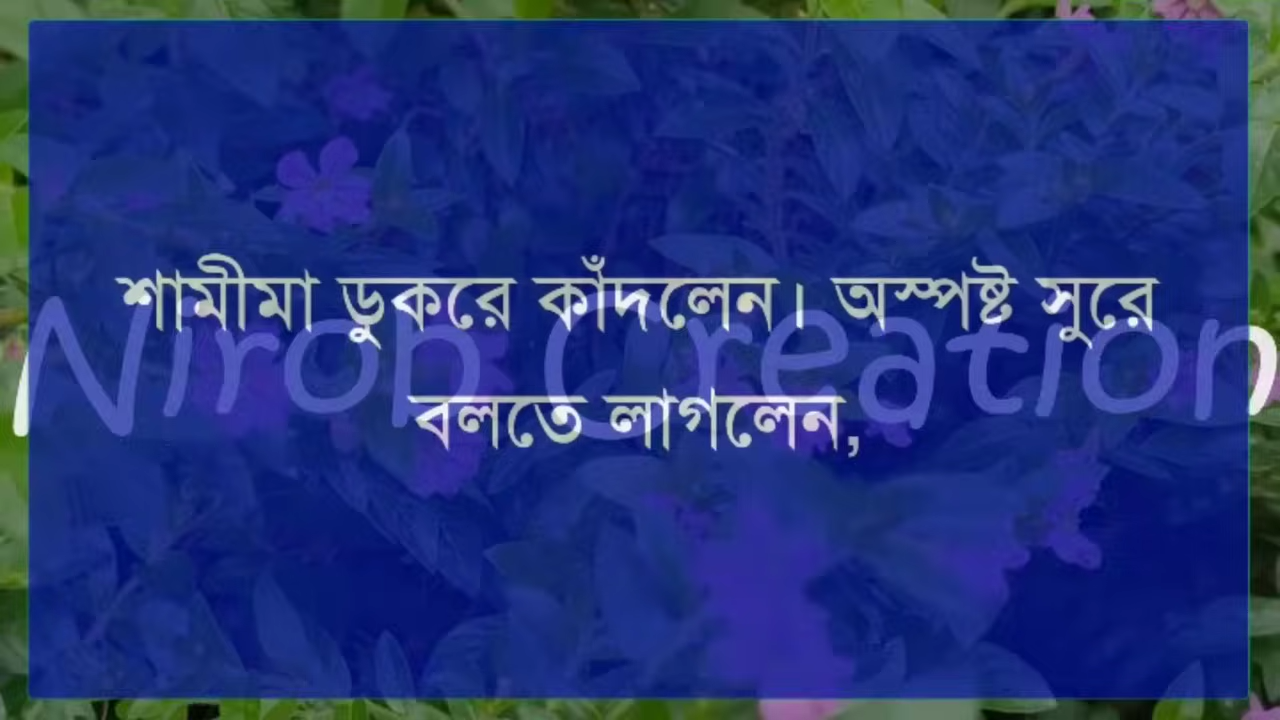 শামীমা ডুকরে কাঁদলেন। অস্পষ্ট সুরে
Nirob Creation
বলতে লাগলেন,